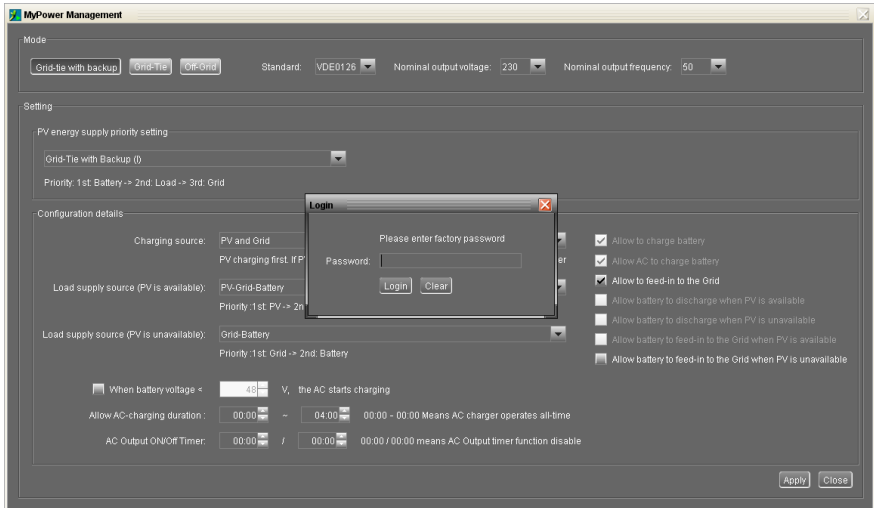 MyPower Management
Mode
Grid-tie with backup Grid-Tie Off-Grid Standard: VDE0126 Nominal output voltage: 230 Nominal output frequency: 50
Setting
PV energy supply priority setting
Grid-Tie with Backup (I)
Priority: 1st: Battery -> 2nd: Load -> 3rd: Grid
Configuration details
Charging source: PV and Grid
PV charging first. If P
er
Load supply source (PV is available): PV-Grid-Battery
Priority :1st: PV-> 2n
Load supply source (PV is unavailable): Grid-Battery
Priority :1st: Grid -> 2nd: Battery
Login
Please enter factory password
Password:
Login Clear
Allow to charge battery
Allow AC to charge battery
Allow to feed-in to the Grid
Allow battery to discharge when PV is available
Allow battery to discharge when PV is unavailable
Allow battery to feed-in to the Grid when PV is available
Allow battery to feed-in to the Grid when PV is unavailable
When battery voltage < 48 V, the AC starts charging
Allow AC-charging duration : 00:00 ~ 04:00 00:00 - 00:00 Means AC charger operates all-time
AC Output ON/Off Timer: 00:00 / 00:00 00:00 / 00:00 means AC Output timer function disable
Apply Close